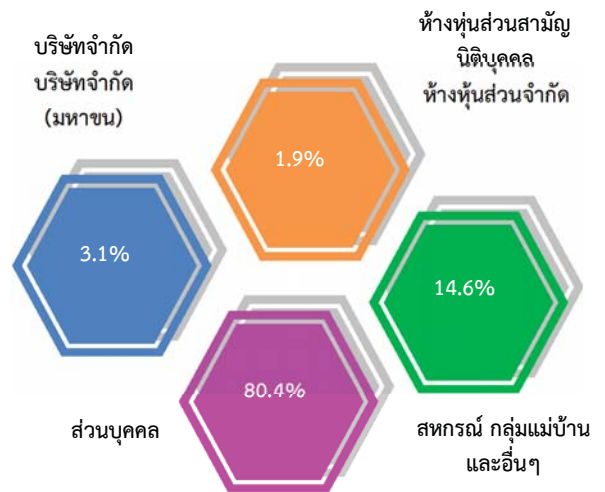 บริษัทจำกัด
บริษัทจำกัด
(มหาขน)
ห้างหุ่นส่วนสามัญ
นิติบุคคล
ห้างหุ้นส่วนจำกัด
1.9%
3.1%
14.6%
80.4%
ส่วนบุคคล
สหกรณ์ กลุ่มแม่บ้าน
และอื่นๆ